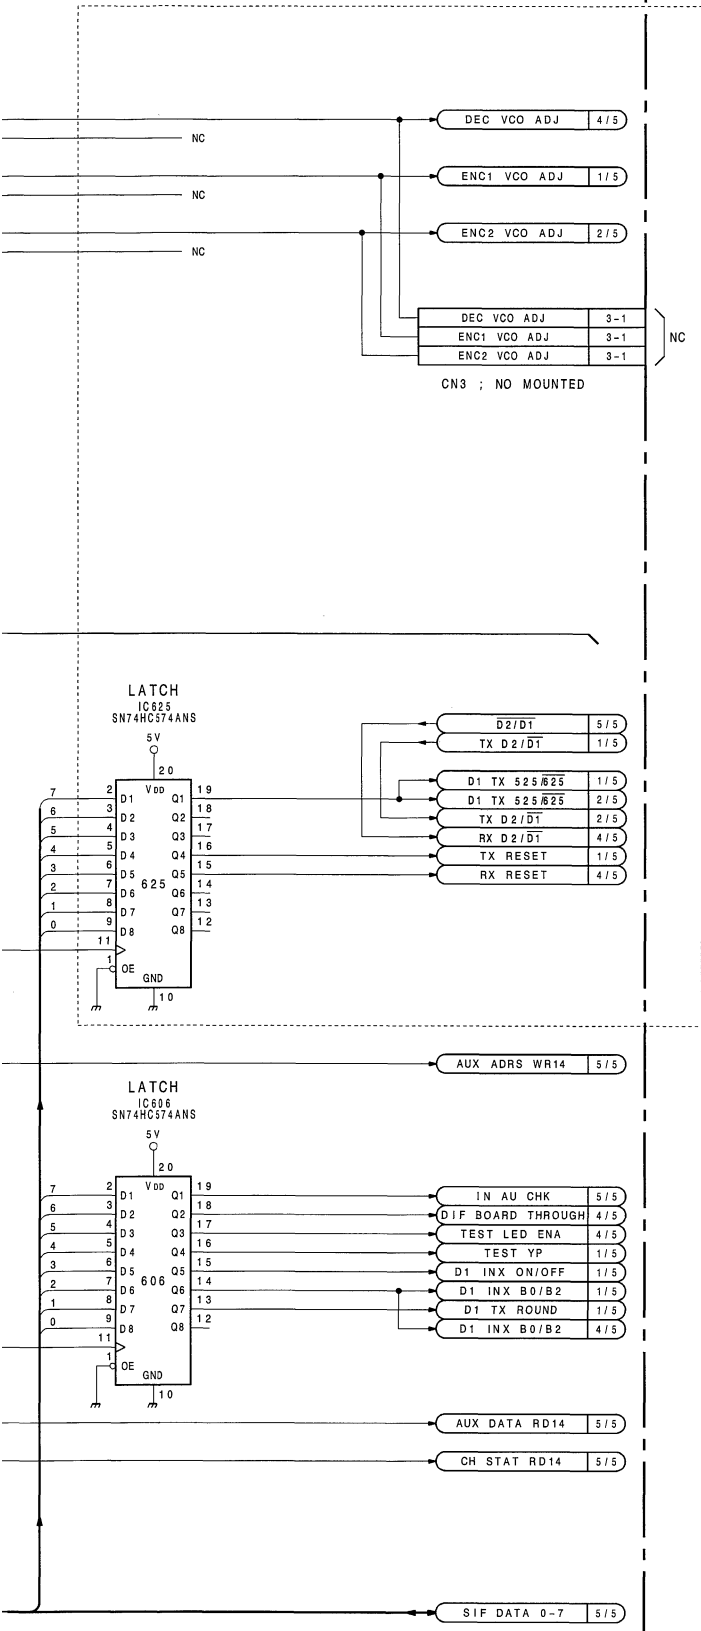 DEC VCO ADJ 4/5
NC
ENC1 VCO ADJ 1/5
NC
ENC2 VCO ADJ 2/5
NC
DEC VCO ADJ 3-1
ENC1 VCO ADJ 3-1
NC
ENC2 VCO ADJ 3-1
CN3 ; NO MOUNTED
LATCH
IC625
SN74HC574ANS
5V
20
VDD
GND
10
625
7 2 D1
6 3 D2
5 4 D3
4 5 D4
3 6 D5
2 7 D6
1 8 D7
0 9 D8
11
1 OE
Q1 19
Q2 18
Q3 17
Q4 16
Q5 15
Q6 14
Q7 13
Q8 12
D2/D1 5/5
TX D2/D1 1/5
D1 TX 525/625 1/5
D1 TX 525/625 2/5
TX D2/D1 2/5
RX D2/D1 4/5
TX RESET 1/5
RX RESET 4/5
AUX ADRS WR14 5/5
LATCH
IC606
SN74HC574ANS
5V
20
VDD
GND
10
606
7 2 D1
6 3 D2
5 4 D3
4 5 D4
3 6 D5
2 7 D6
1 8 D7
0 9 D8
11
1 OE
Q1 19
Q2 18
Q3 17
Q4 16
Q5 15
Q6 14
Q7 13
Q8 12
IN AU CHK 5/5
DIF BOARD THROUGH 4/5
TEST LED ENA 4/5
TEST YP 1/5
D1 INX ON/OFF 1/5
D1 INX B0/B2 1/5
D1 TX ROUND 1/5
D1 INX B0/B2 4/5
AUX DATA RD14 5/5
CH STAT RD14 5/5
SIF DATA 0-7 5/5